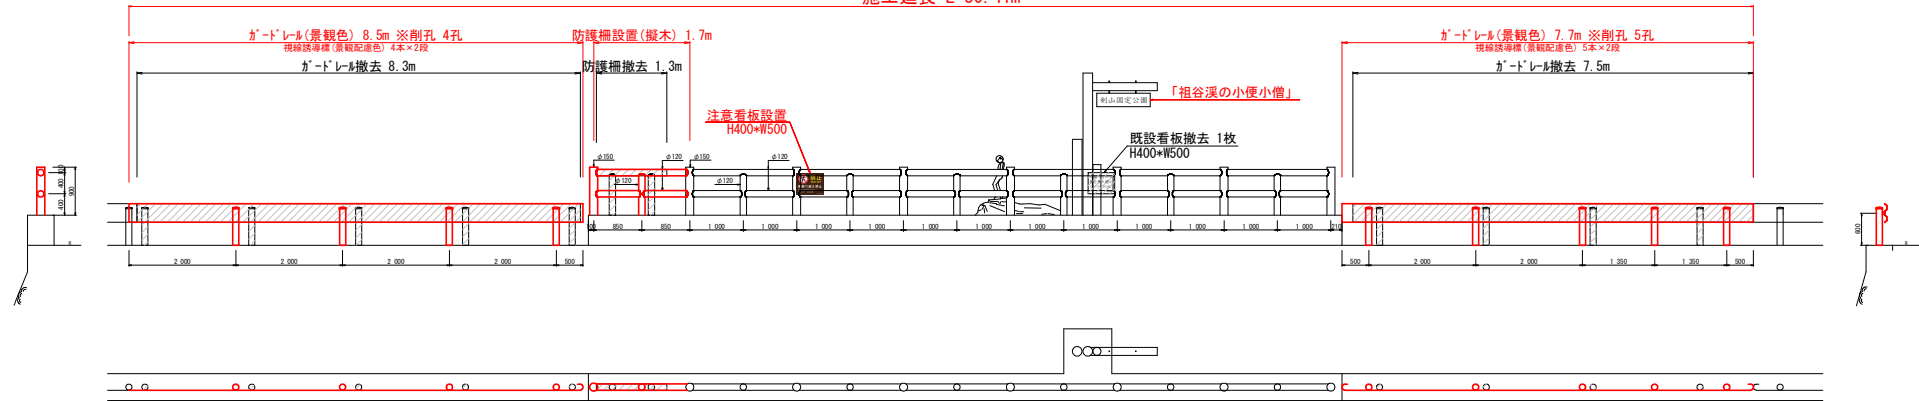 ガードレール(景観色) 8.5m ※削孔 4孔
視線誘導標(景観配慮色) 4本×2段
ガードレール撤去 8.3m
防護柵設置(擬木) 1.7m
防護柵撤去 1.3m
ガードレール(景観色) 7.7m ※削孔 5孔
視線誘導標(景観配慮色) 5本×2段
ガードレール撤去 7.5m
「祖谷渓の小便小僧」
剣山国定公園
注意看板設置
H400*W500
既設看板撤去 1枚
H400*W500
φ150
φ120
φ150
φ120
φ120
φ120
400
400
900
600
2 000
2 000
2 000
2 000
500
850
850
1 000
1 000
1 000
1 000
1 000
1 000
1 000
1 000
1 000
1 000
1 000
1 000
210
500
2 000
2 000
1 350
1 350
500